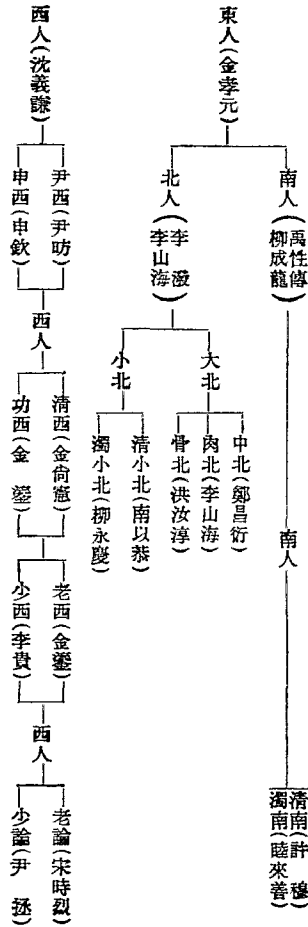 東人(金孝元)
南人(禹性傳
柳成龍)
南人
清南(許 穆)
濁南(睦來善)
北人(李 潑
李山海)
大北
中北(鄭昌衍)
肉北(李山海)
骨北(洪汝淳)
小北
清小北(南以恭)
濁小北(柳永慶)
西人(沈義謙)
尹西(尹昉)
申西(申欽)
西人
清西(金尙憲)
功西(金 瑬)
老西(金瑬)
少西(李貴)
西人
老論(宋時烈)
少論(尹 拯)